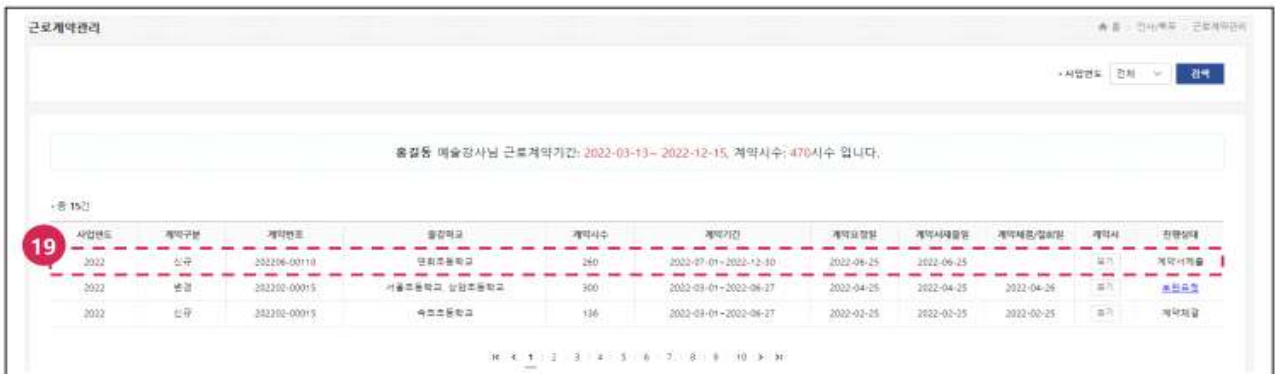 근로계약관리
홈 인사/복무 근로계약관리
사업연도 전체 검색
홍길동 예술강사님 근로계약기간: 2022-03-13~ 2022-12-15, 계약시수: 470시수 입니다.
총 15건
사업연도 계약구분 계약번호 출강학교 계약시수 계약기간 계약요청일 계약서제출일 계약체결/철회일 계약서 진행상태
19
2022 신규 202206-00110 연희초등학교 260 2022-07-01~2022-12-30 2022-06-25 2022-06-25 보기 계약서제출
2022 변경 202202-00015 서울초등학교, 상원초등학교 300 2022-03-01~2022-06-27 2022-04-25 2022-04-25 2022-04-26 보기 보완요청
2022 신규 202202-00015 속초초등학교 136 2022-03-01~2022-06-27 2022-02-25 2022-02-25 2022-02-25 보기 계약체결
1 2 3 4 5 6 7 8 9 10